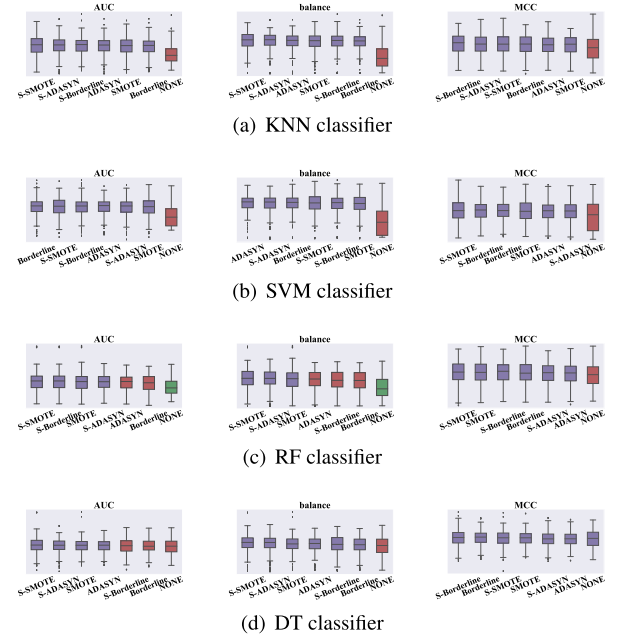 AUC balance MCC
S-SMOTE S-ADASYN S-Borderline ADASYN SMOTE Borderline NONE
S-SMOTE S-ADASYN ADASYN SMOTE S-Borderline Borderline NONE
S-Borderline S-ADASYN S-SMOTE Borderline ADASYN SMOTE NONE
(a) KNN classifier
AUC balance MCC
Borderline S-SMOTE S-Borderline ADASYN S-ADASYN SMOTE NONE
ADASYN S-ADASYN Borderline S-SMOTE S-Borderline SMOTE NONE
S-SMOTE S-Borderline Borderline SMOTE ADASYN S-ADASYN NONE
(b) SVM classifier
AUC balance MCC
S-SMOTE S-Borderline SMOTE S-ADASYN ADASYN Borderline NONE
S-SMOTE S-ADASYN SMOTE ADASYN S-Borderline Borderline NONE
S-SMOTE SMOTE S-Borderline Borderline S-ADASYN ADASYN NONE
(c) RF classifier
AUC balance MCC
S-SMOTE S-ADASYN SMOTE ADASYN S-Borderline Borderline NONE
S-SMOTE S-ADASYN SMOTE ADASYN S-Borderline Borderline NONE
S-Borderline Borderline S-SMOTE SMOTE S-ADASYN ADASYN NONE
(d) DT classifier